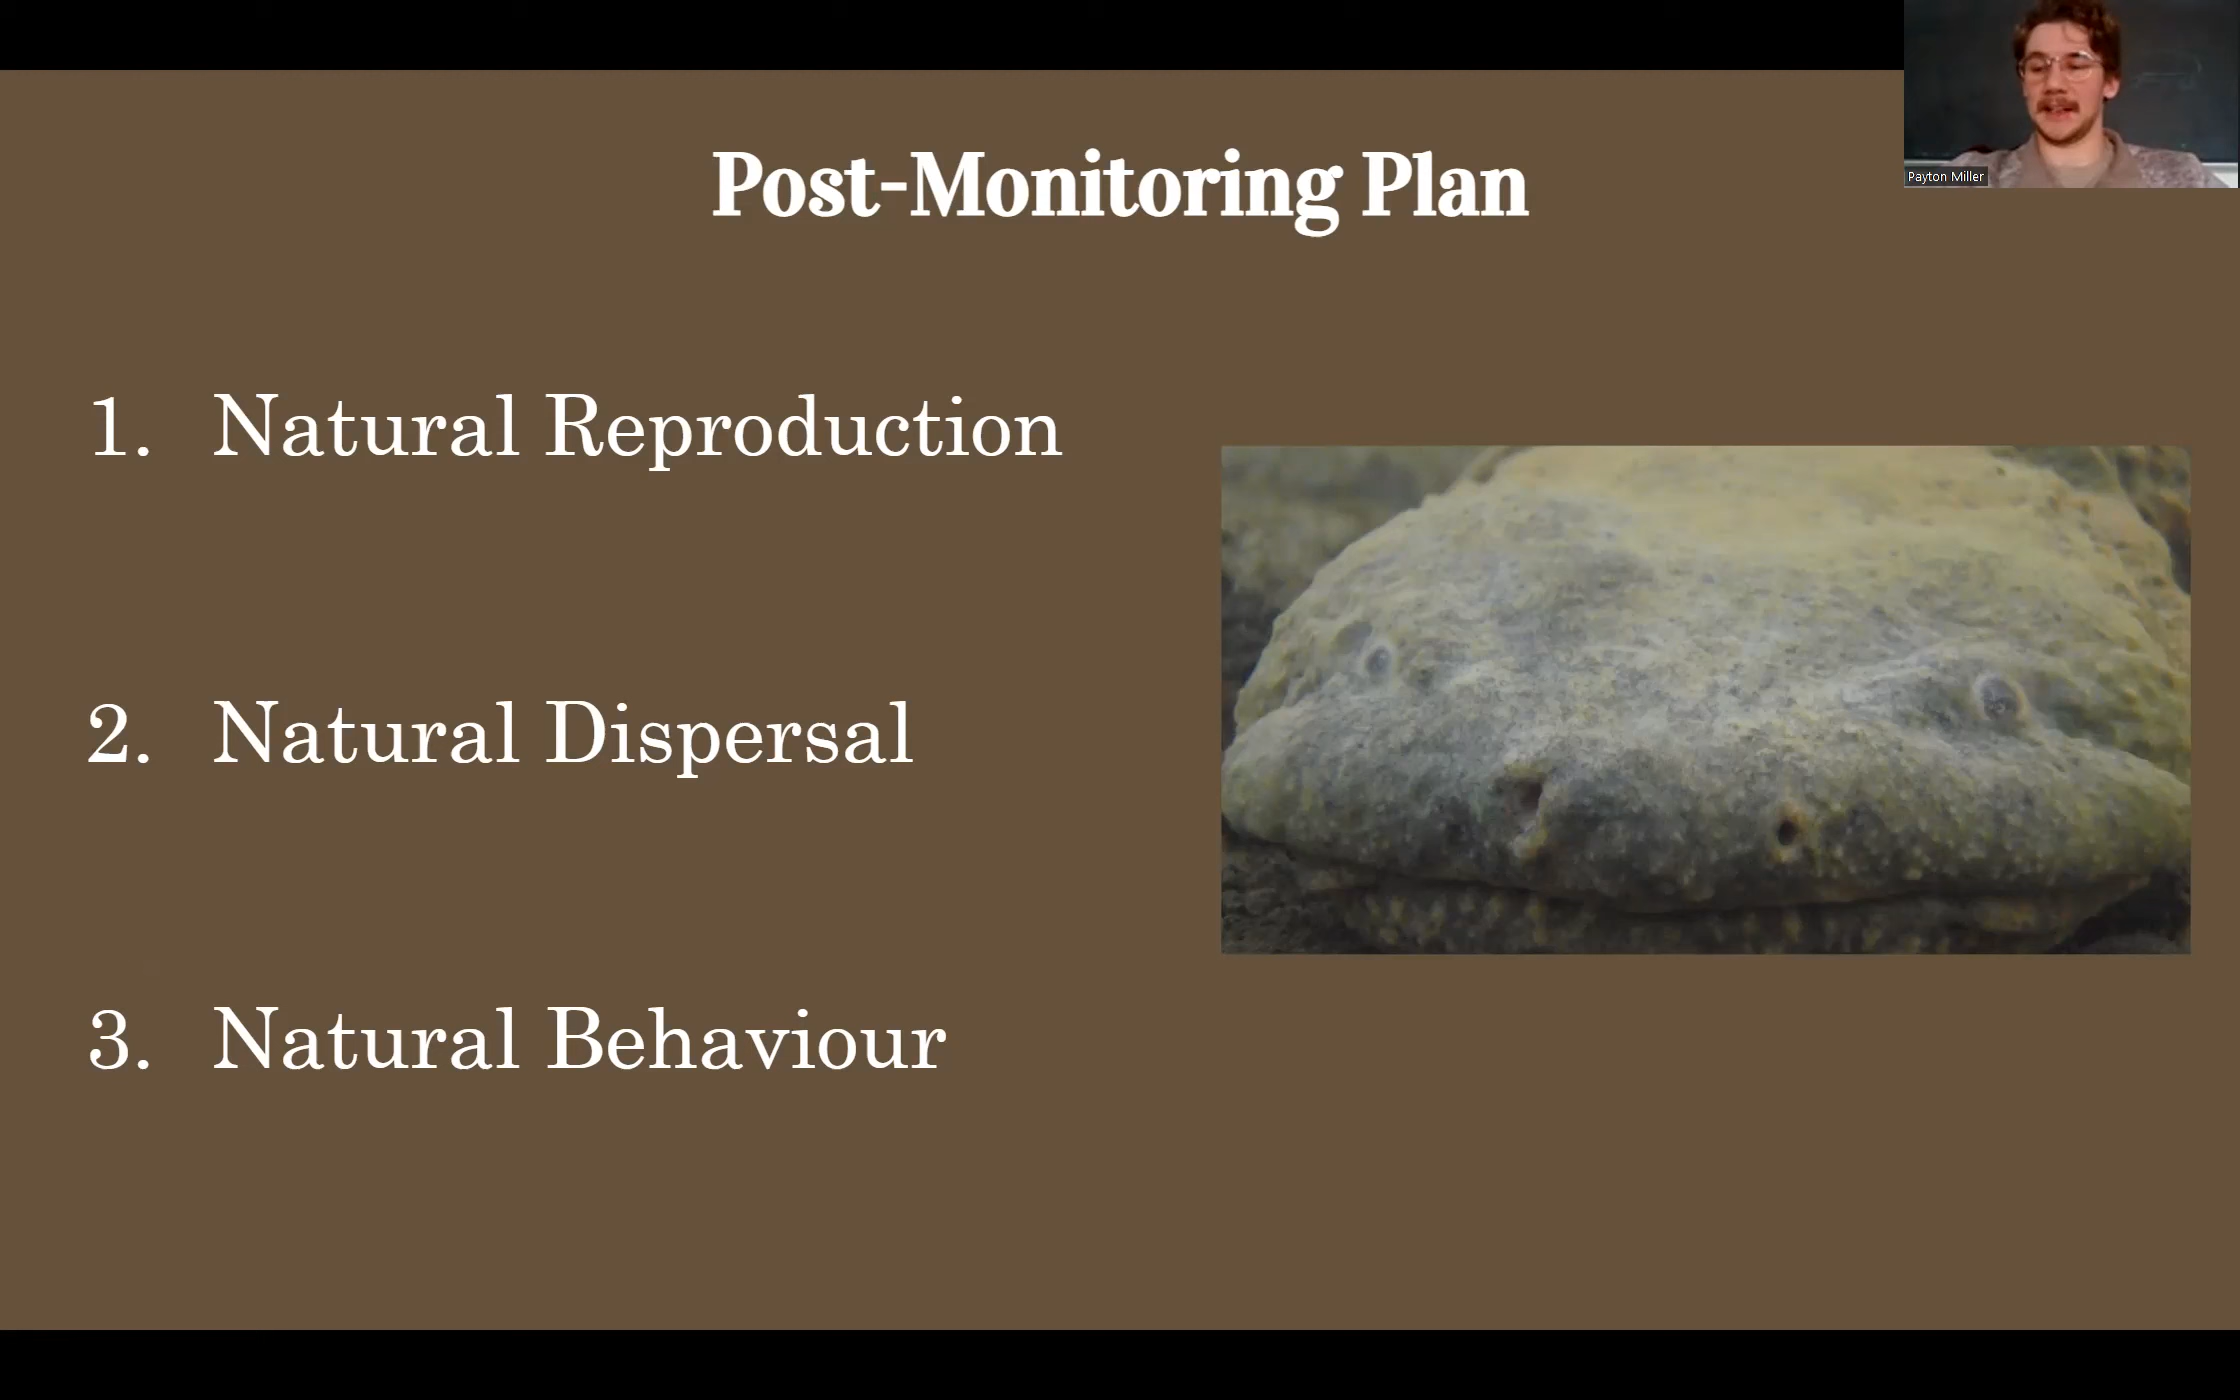 Post-Monitoring Plan
Payton Miller
1. Natural Reproduction
2. Natural Dispersal
3. Natural Behaviour